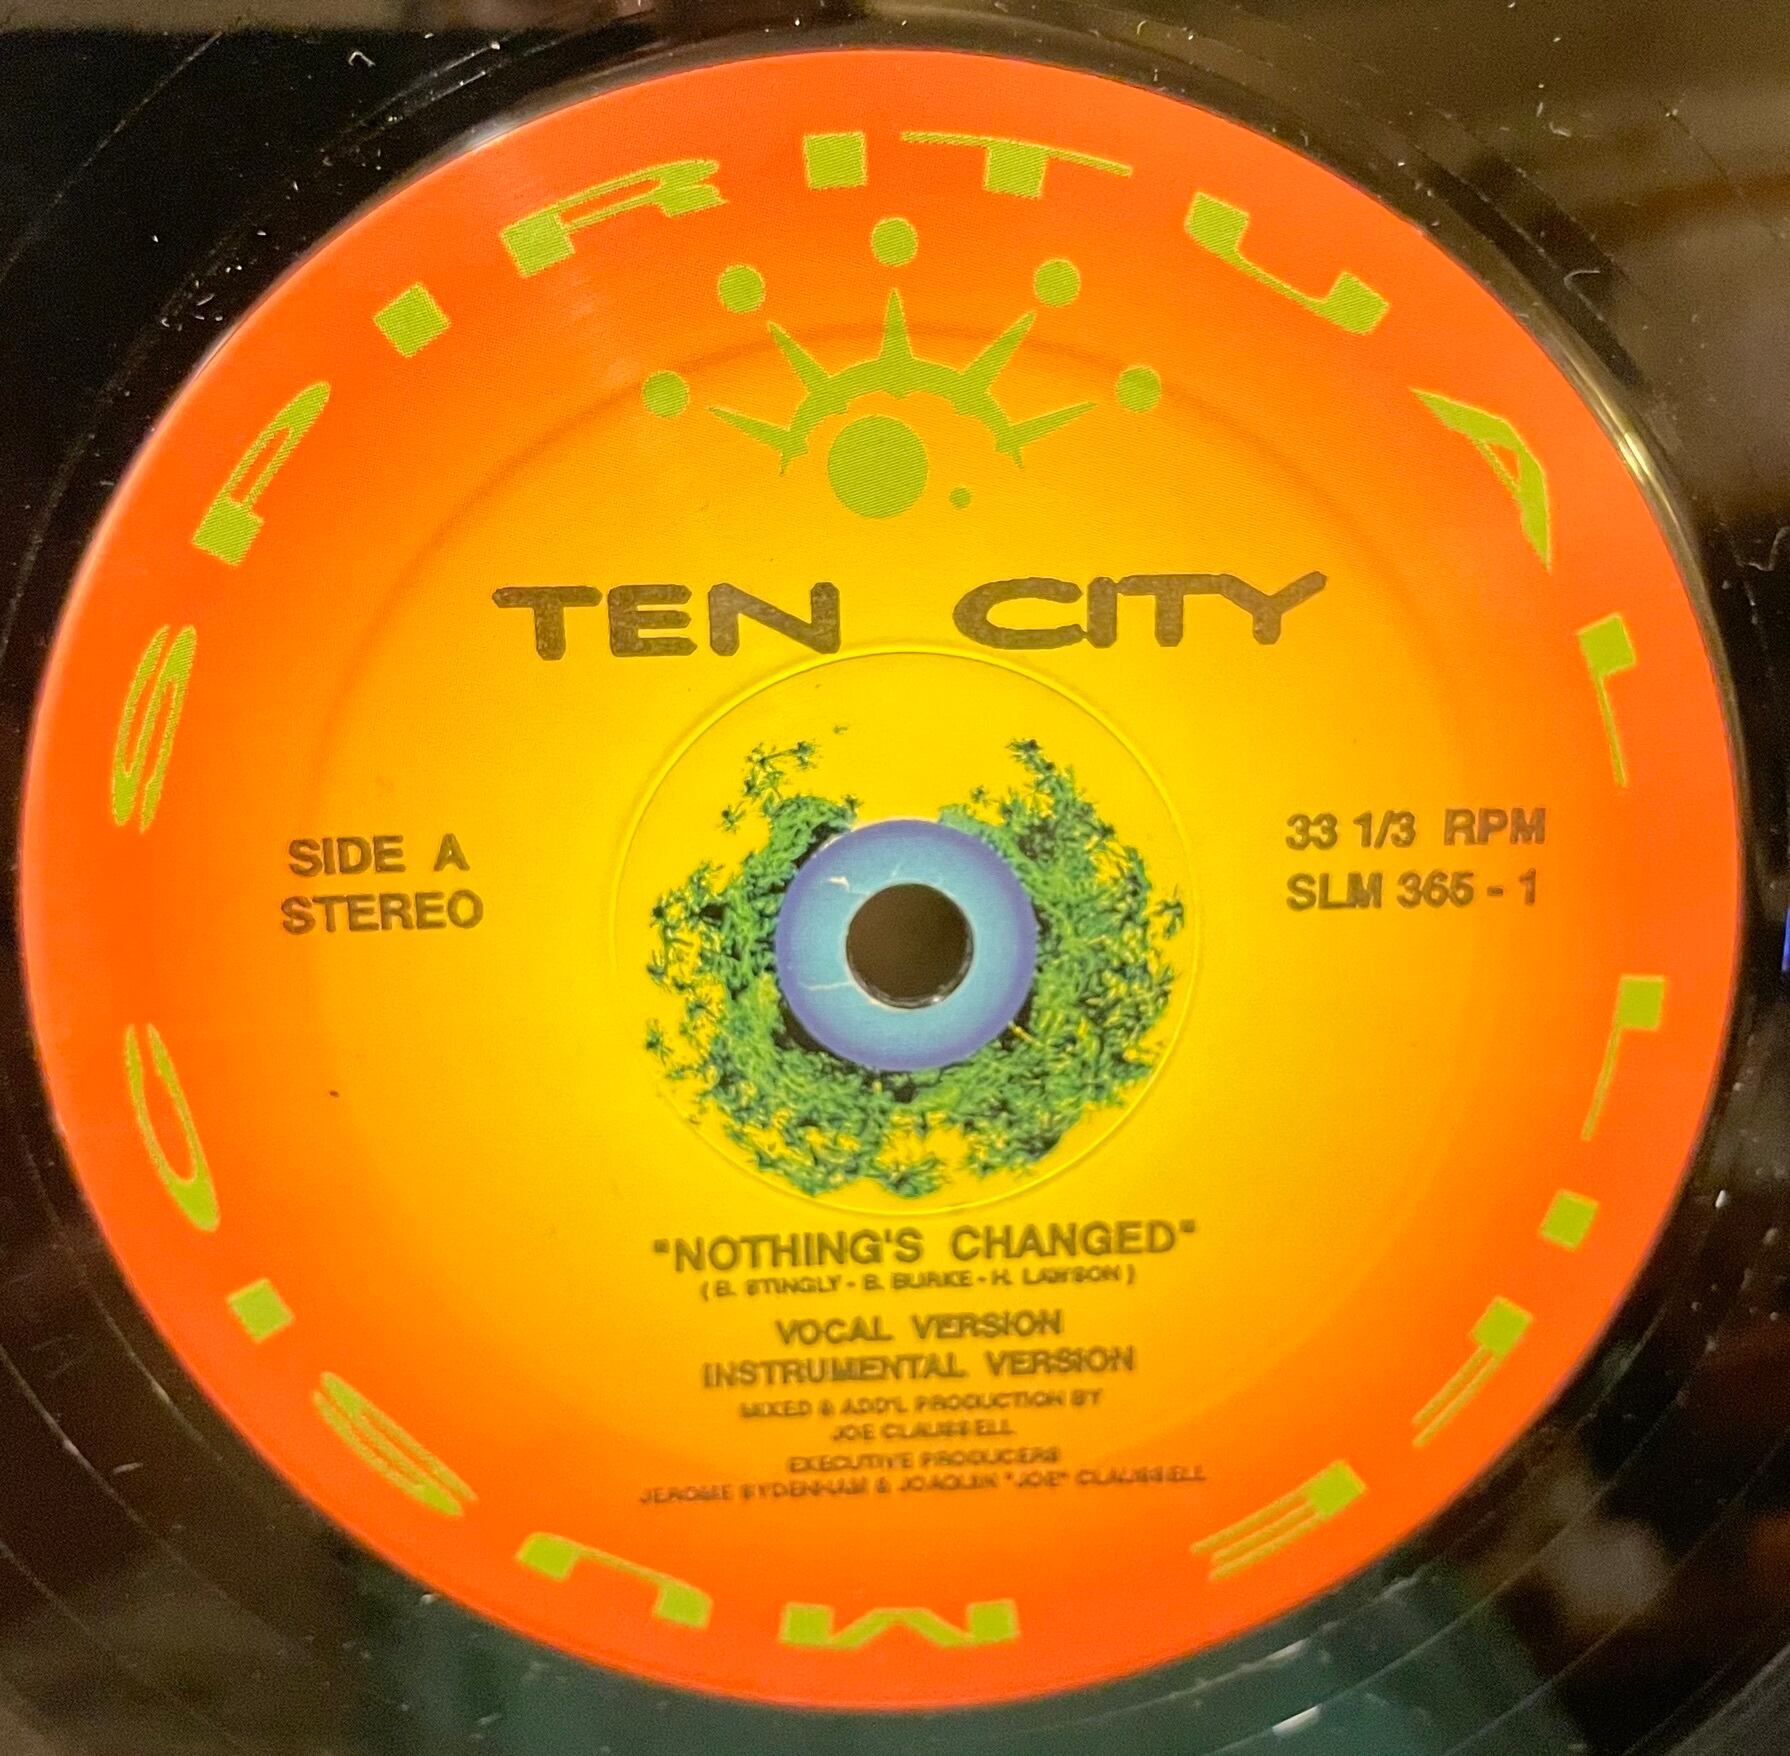 SPIRITUAL LIFE MUSIC
TEN CITY
SIDE A
STEREO
33 1/3 RPM
SLM 365 - 1
"NOTHING'S CHANGED"
( B. STINGLY - B. BURKE - H. LAWSON )
VOCAL VERSION
INSTRUMENTAL VERSION
MIXED & ADD'L PRODUCTION BY
JOE CLAUSSELL
EXECUTIVE PRODUCERS
JEROME SYDENHAM & JOAQUIN "JOE" CLAUSSELL